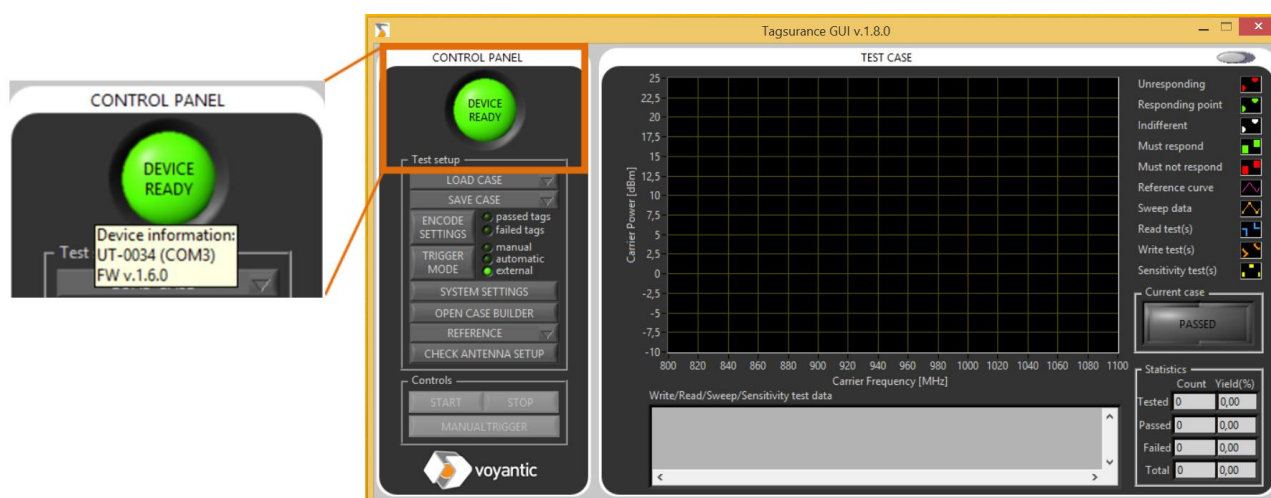 Tagsurance GUI v.1.8.0
CONTROL PANEL
DEVICE
READY
Device information:
UT-0034 (COM3)
FW v.1.6.0
Test
CONTROL PANEL
DEVICE
READY
Test setup
LOAD CASE
SAVE CASE
ENCODE
SETTINGS
passed tags
failed tags
TRIGGER
MODE
manual
automatic
external
SYSTEM SETTINGS
OPEN CASE BUILDER
REFERENCE
CHECK ANTENNA SETUP
Controls
START STOP
MANUALTRIGGER
voyantic
TEST CASE
Carrier Power [dBm]
25
22,5
20
17,5
15
12,5
10
7,5
5
2,5
0
-2,5
-5
-7,5
-10
800 820 840 860 880 900 920 940 960 980 1000 1020 1040 1060 1080 1100
Carrier Frequency [MHz]
Write/Read/Sweep/Sensitivity test data
Unresponding
Responding point
Indifferent
Must respond
Must not respond
Reference curve
Sweep data
Read test(s)
Write test(s)
Sensitivity test(s)
Current case
PASSED
Statistics
Count Yield(%)
Tested 0 0,00
Passed 0 0,00
Failed 0 0,00
Total 0 0,00